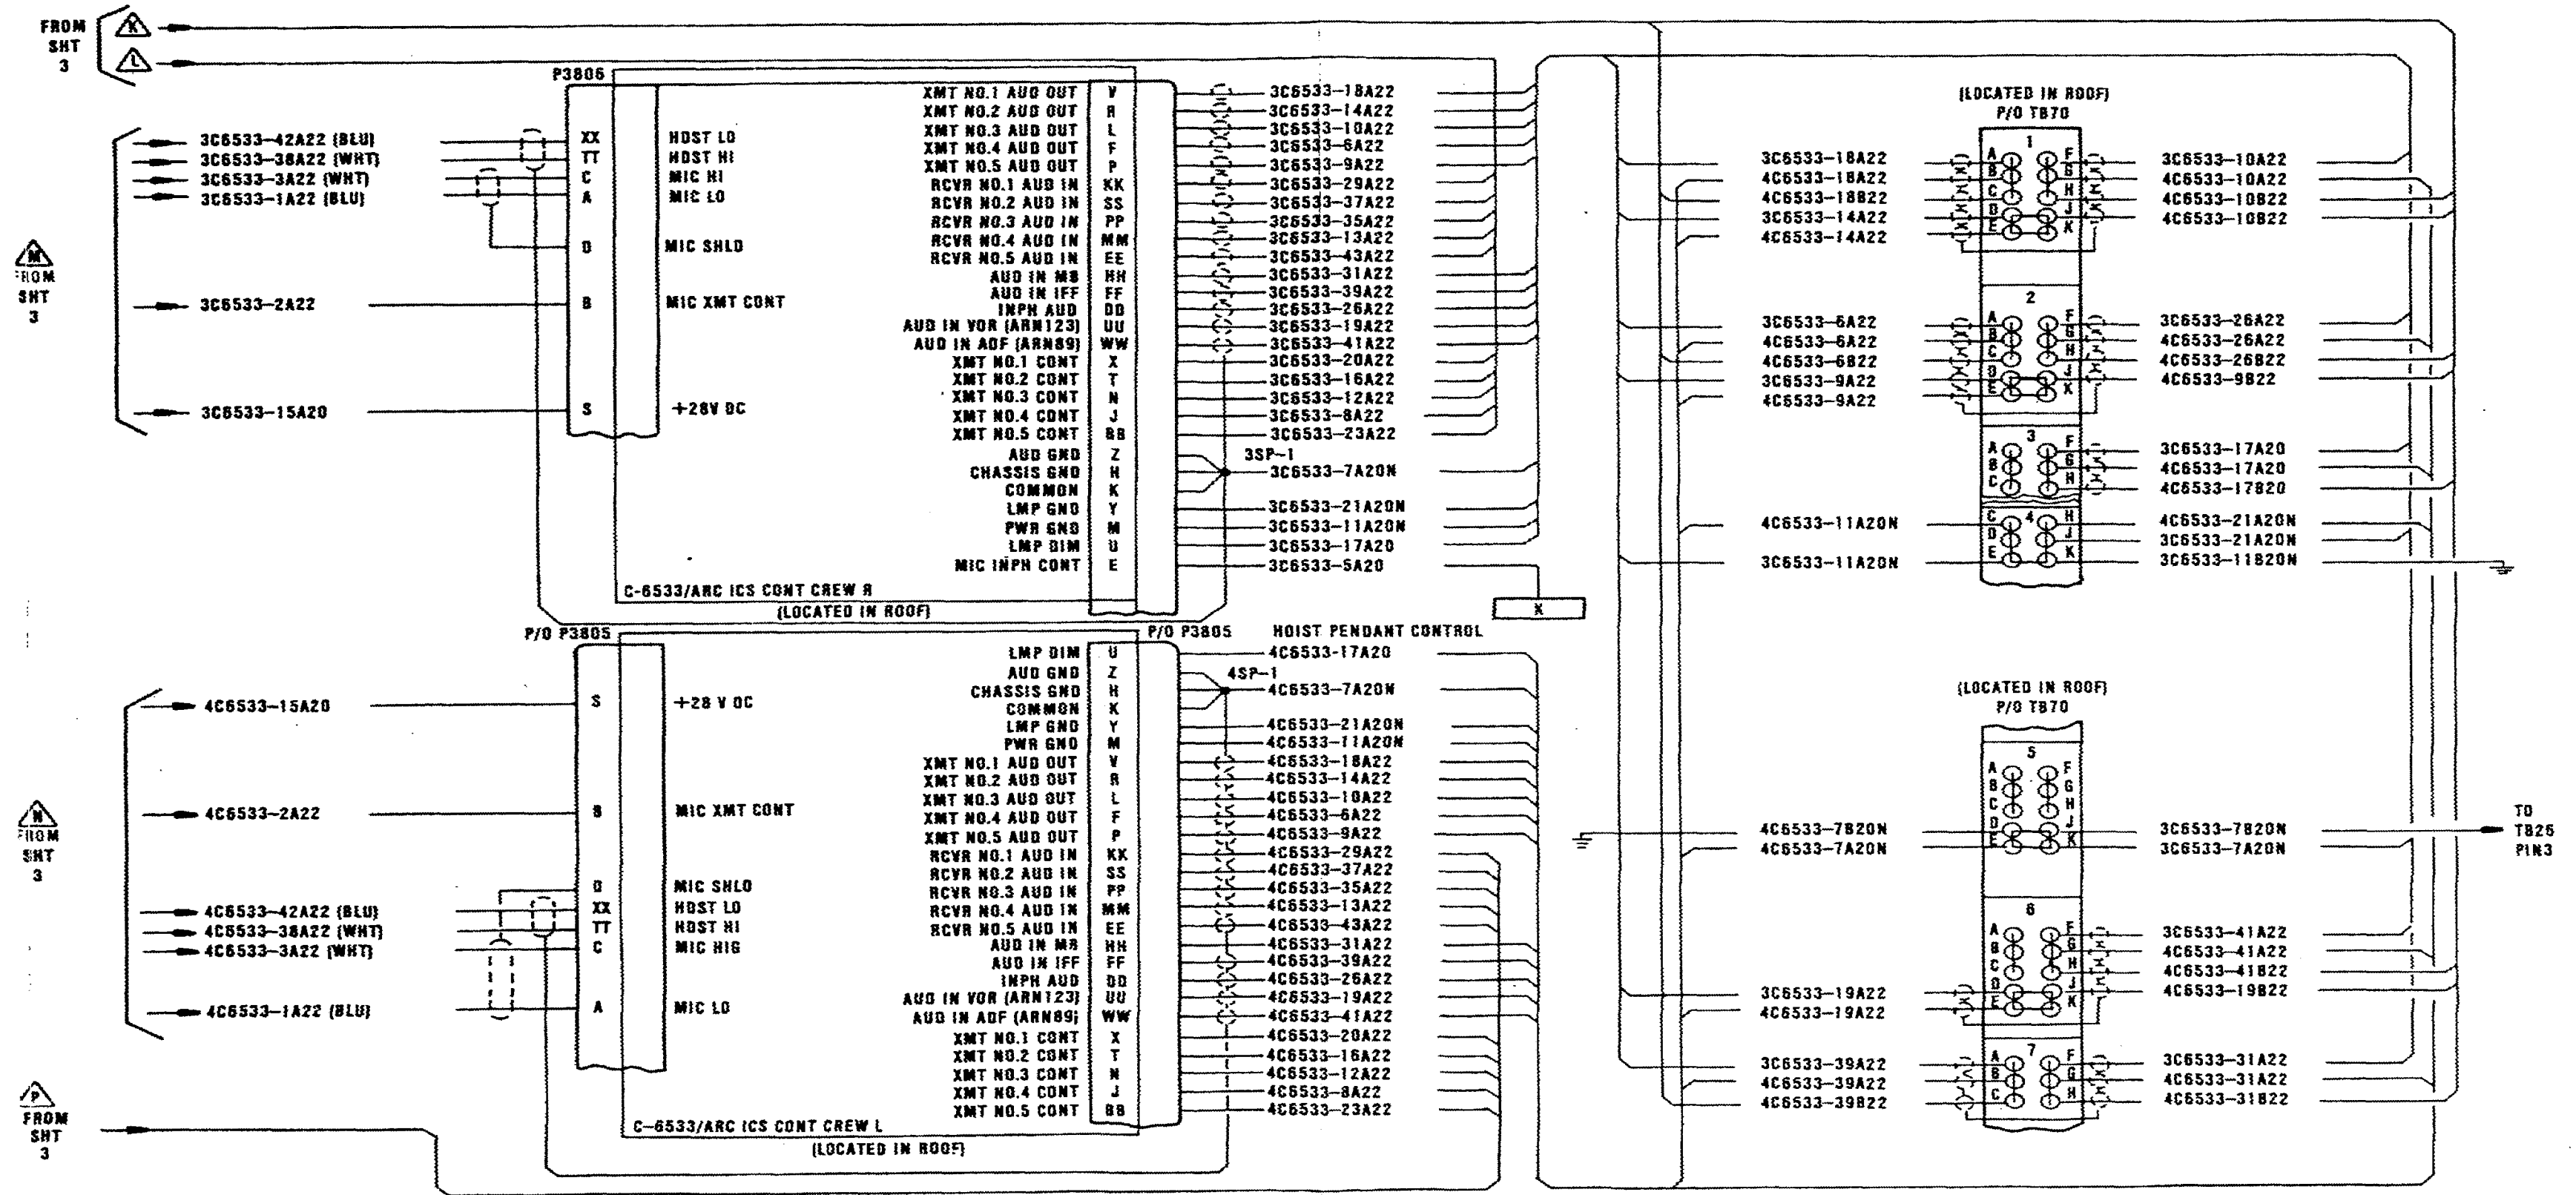 FROM
SHT
3
K
L
M
FROM
SHT
3
3C6533-42A22 (BLU)
3C6533-38A22 (WHT)
3C6533-3A22 (WHT)
3C6533-1A22 (BLU)
3C6533-2A22
3C6533-15A20
P3806
XX HDST LO
TT HDST HI
C MIC HI
A MIC LO
D MIC SHLD
B MIC XMT CONT
S +28V DC
XMT NO.1 AUD OUT V 3C6533-18A22
XMT NO.2 AUD OUT R 3C6533-14A22
XMT NO.3 AUD OUT L 3C6533-10A22
XMT NO.4 AUD OUT F 3C6533-6A22
XMT NO.5 AUD OUT P 3C6533-9A22
RCVR NO.1 AUD IN KK 3C6533-29A22
RCVR NO.2 AUD IN SS 3C6533-37A22
RCVR NO.3 AUD IN PP 3C6533-35A22
RCVR NO.4 AUD IN MM 3C6533-13A22
RCVR NO.5 AUD IN EE 3C6533-43A22
AUD IN MB HH 3C6533-31A22
AUD IN IFF FF 3C6533-39A22
INPH AUD DD 3C6533-26A22
AUD IN VOR (ARN123) UU 3C6533-19A22
AUD IN ADF (ARN89) WW 3C6533-41A22
XMT NO.1 CONT X 3C6533-20A22
XMT NO.2 CONT T 3C6533-16A22
XMT NO.3 CONT N 3C6533-12A22
XMT NO.4 CONT J 3C6533-8A22
XMT NO.5 CONT BB 3C6533-23A22
AUD GND Z 3SP-1
CHASSIS GND H 3C6533-7A20N
COMMON K
LMP GND Y 3C6533-21A20N
PWR GND M 3C6533-11A20N
LMP DIM U 3C6533-17A20
MIC INPH CONT E 3C6533-5A20
C-6533/ARC ICS CONT CREW R
(LOCATED IN ROOF)
K
HOIST PENDANT CONTROL
N
FROM
SHT
3
4C6533-15A20
4C6533-2A22
4C6533-42A22 (BLU)
4C6533-38A22 (WHT)
4C6533-3A22 (WHT)
4C6533-1A22 (BLU)
P
FROM
SHT
3
P/O P3805
P/O P3805
S +28 V DC
B MIC XMT CONT
D MIC SHLD
XX HDST LO
TT HDST HI
C MIC HIG
A MIC LO
LMP DIM U 4C6533-17A20
AUD GND Z 4SP-1
CHASSIS GND H 4C6533-7A20N
COMMON K
LMP GND Y 4C6533-21A20N
PWR GND M 4C6533-11A20N
XMT NO.1 AUD OUT V 4C6533-18A22
XMT NO.2 AUD OUT R 4C6533-14A22
XMT NO.3 AUD OUT L 4C6533-10A22
XMT NO.4 AUD OUT F 4C6533-6A22
XMT NO.5 AUD OUT P 4C6533-9A22
RCVR NO.1 AUD IN KK 4C6533-29A22
RCVR NO.2 AUD IN SS 4C6533-37A22
RCVR NO.3 AUD IN PP 4C6533-35A22
RCVR NO.4 AUD IN MM 4C6533-13A22
RCVR NO.5 AUD IN EE 4C6533-43A22
AUD IN MB HH 4C6533-31A22
AUD IN IFF FF 4C6533-39A22
INPH AUD DD 4C6533-26A22
AUD IN VOR (ARN123) UU 4C6533-19A22
AUD IN ADF (ARN89) WW 4C6533-41A22
XMT NO.1 CONT X 4C6533-20A22
XMT NO.2 CONT T 4C6533-16A22
XMT NO.3 CONT N 4C6533-12A22
XMT NO.4 CONT J 4C6533-8A22
XMT NO.5 CONT BB 4C6533-23A22
C-6533/ARC ICS CONT CREW L
(LOCATED IN ROOF)
(LOCATED IN ROOF)
P/O TB70
1
3C6533-18A22 A F 3C6533-10A22
4C6533-18A22 B G 4C6533-10A22
4C6533-18B22 C H 4C6533-10B22
3C6533-14A22 D J 4C6533-10B22
4C6533-14A22 E K
2
3C6533-6A22 A F 3C6533-26A22
4C6533-6A22 B G 4C6533-26A22
4C6533-6B22 C H 4C6533-26B22
3C6533-9A22 D J 4C6533-9B22
4C6533-9A22 E K
3
A F 3C6533-17A20
B G 4C6533-17A20
C H 4C6533-17B20
4
4C6533-11A20N C H 4C6533-21A20N
D J 3C6533-21A20N
3C6533-11A20N E K 3C6533-11B20N
(LOCATED IN ROOF)
P/O TB70
5
A F
B G
C H
4C6533-7B20N D J 3C6533-7B20N
4C6533-7A20N E K 3C6533-7A20N
TO
TB26
PIN3
6
A F 3C6533-41A22
B G 4C6533-41A22
C H 4C6533-41B22
3C6533-19A22 D J 4C6533-19B22
4C6533-19A22 E K
7
3C6533-39A22 A F 3C6533-31A22
4C6533-39A22 B G 4C6533-31A22
4C6533-39B22 C H 4C6533-31B22